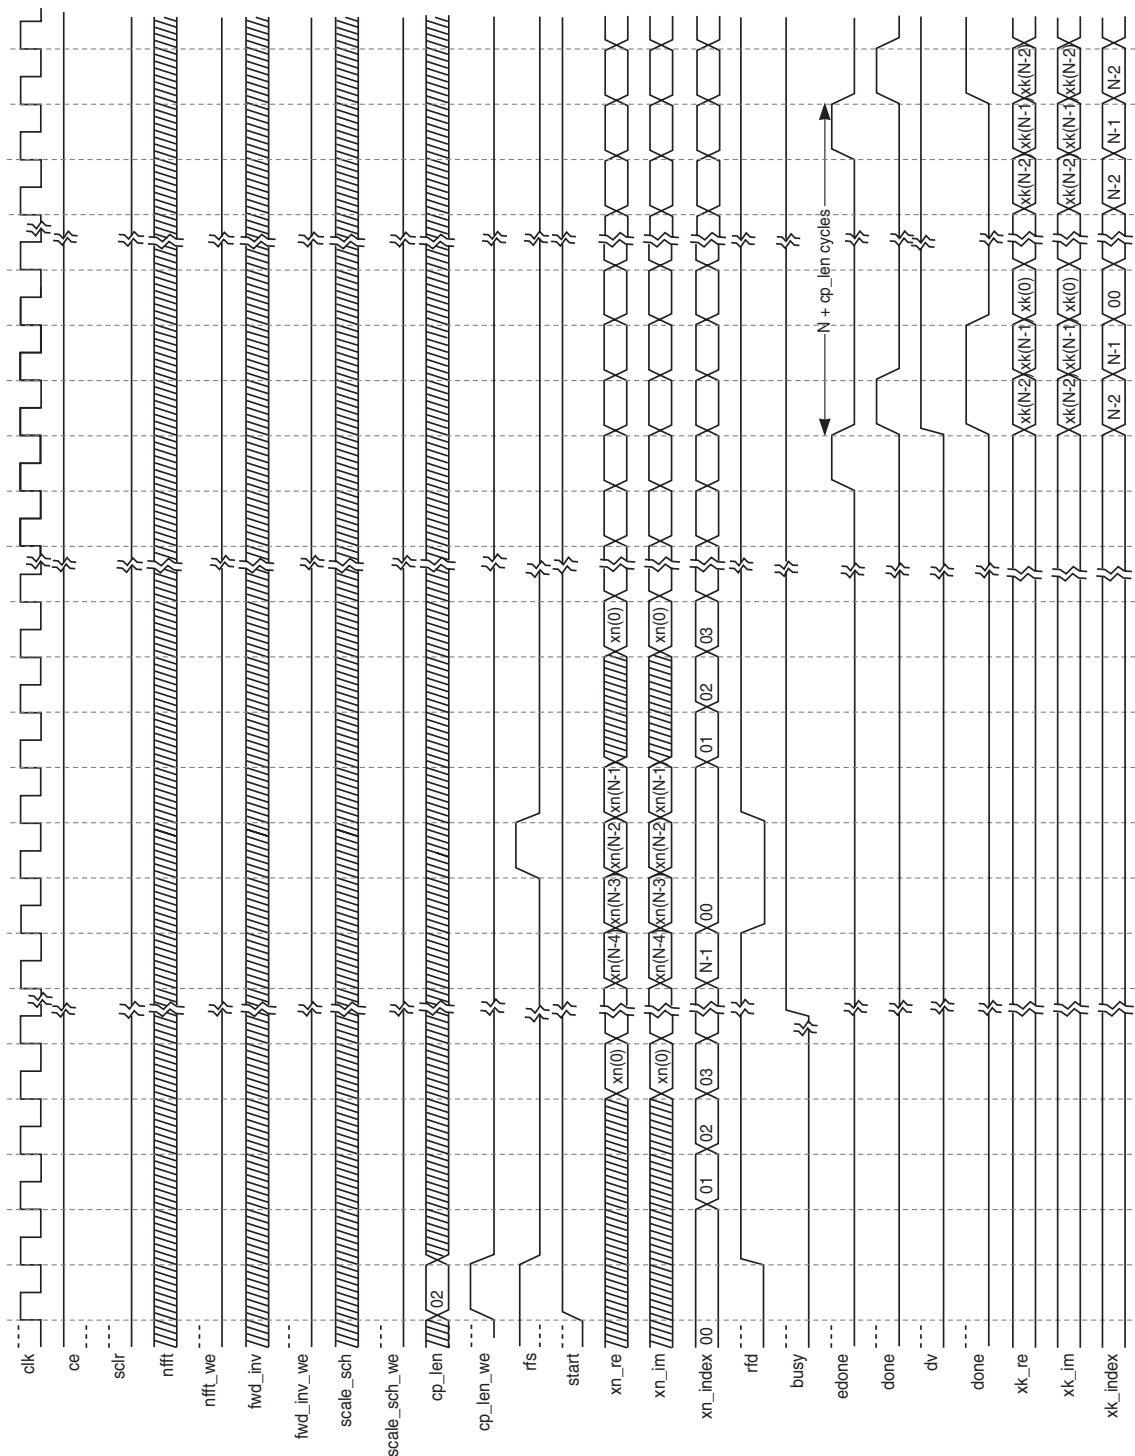 clk
ce
sclr
nfft
nfft_we
fwd_inv
fwd_inv_we
scale_sch
scale_sch_we
cp_len 02
cp_len_we
rfs
start
xn_re xn(0) xn(N-4) xn(N-3) xn(N-2 xn(N-1 xn(0)
xn_im xn(0) xn(N-4) xn(N-3) xn(N-2 xn(N-1 xn(0)
xn_index 00 01 02 03 N-1 00 01 02 03
rfd
busy
N + cp_len cycles
edone
done
dv
done
xk_re xk(N-2) xk(N-1 xk(0) xk(N-2) xk(N-1) xk(N-2)
xk_im xk(N-2) xk(N-1 xk(0) xk(N-2) xk(N-1) xk(N-2)
xk_index N-2 N-1 00 N-2 N-1 N-2